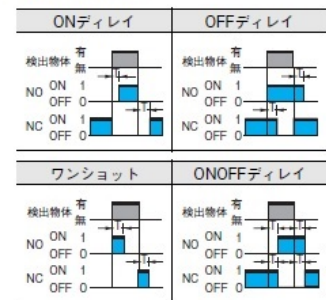 ONディレイ
検出物体 有
無
T
NO ON 1
OFF 0
T
NC ON 1
OFF 0
OFFディレイ
検出物体 有
無
T
NO ON 1
OFF 0
T
NC ON 1
OFF 0
ワンショット
検出物体 有
無
T
NO ON 1
OFF 0
T
NC ON 1
OFF 0
ONOFFディレイ
検出物体 有
無
T T
NO ON 1
OFF 0
T T
NC ON 1
OFF 0